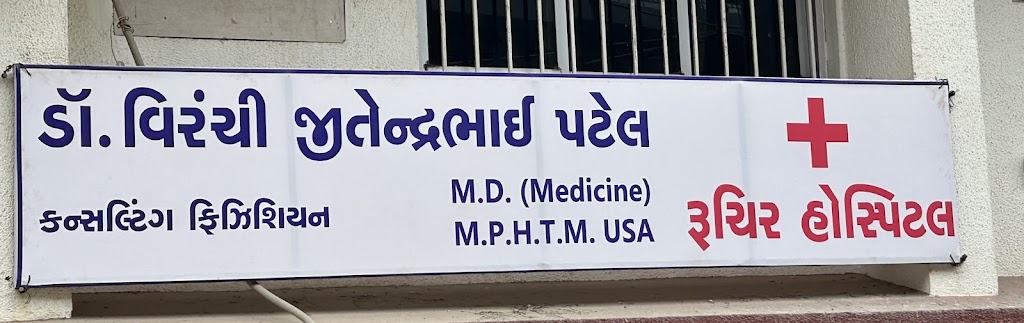 ડૉ. વિરંચી જીતેન્દ્રભાઈ પટેલ
કન્સલ્ટિંગ ફિઝિશિયન
M.D. (Medicine)
M.P.H.T.M. USA
રૂચિર હોસ્પિટલ